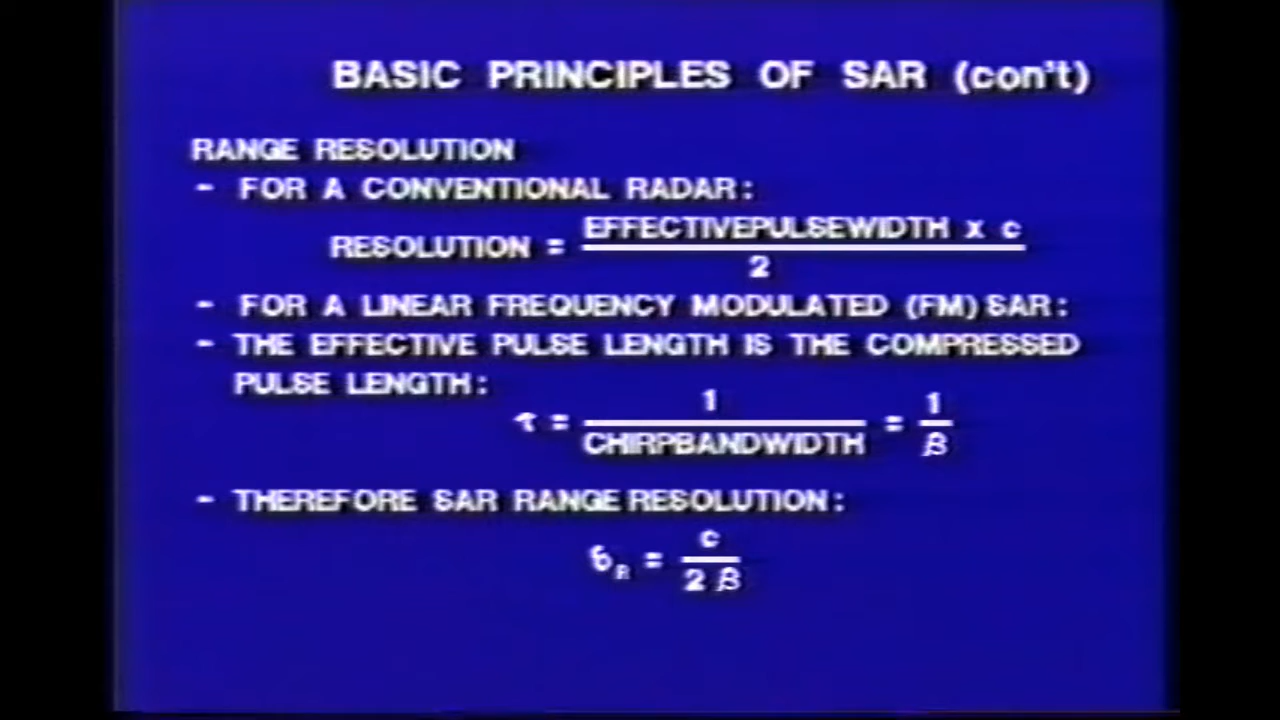 BASIC PRINCIPLES OF SAR (con't)
RANGE RESOLUTION
- FOR A CONVENTIONAL RADAR:
RESOLUTION = EFFECTIVEPULSEWIDTH x c / 2
- FOR A LINEAR FREQUENCY MODULATED (FM) SAR:
- THE EFFECTIVE PULSE LENGTH IS THE COMPRESSED
PULSE LENGTH:
τ = 1 / CHIRPBANDWIDTH = 1 / β
- THEREFORE SAR RANGE RESOLUTION:
δR = c / 2 β